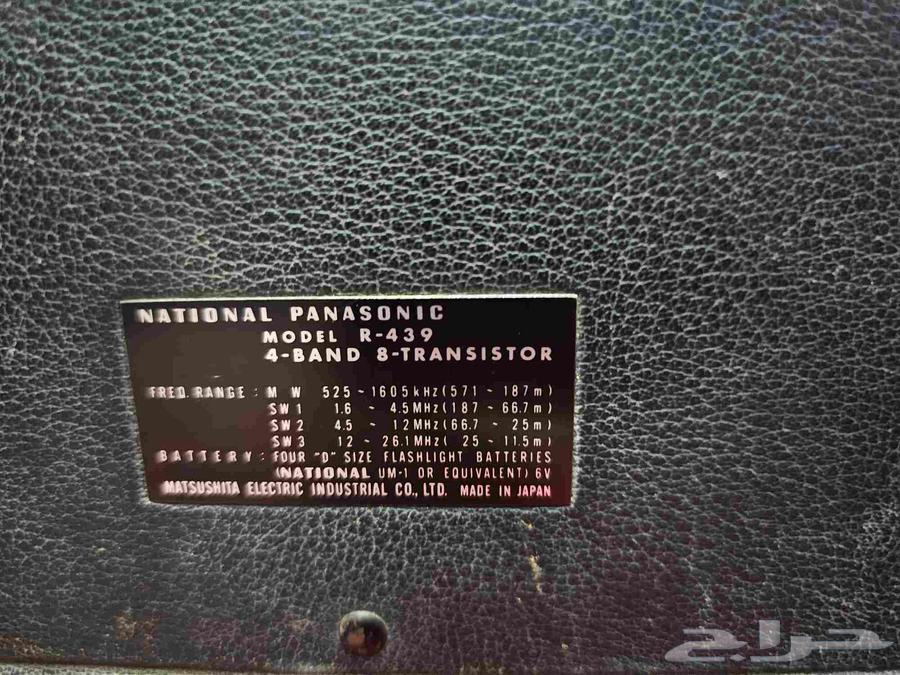 NATIONAL PANASONIC
MODEL R-439
4-BAND 8-TRANSISTOR
FREQ. RANGE : M W 525 ~ 1605 kHz (571 ~ 187 m)
SW 1 1.6 ~ 4.5 MHz (187 ~ 66.7 m)
SW 2 4.5 ~ 12 MHz (66.7 ~ 25 m)
SW 3 12 ~ 26.1 MHz ( 25 ~ 11.5 m)
BATTERY : FOUR "D" SIZE FLASHLIGHT BATTERIES
(NATIONAL UM-1 OR EQUIVALENT) 6V
MATSUSHITA ELECTRIC INDUSTRIAL CO., LTD. MADE IN JAPAN
حراج